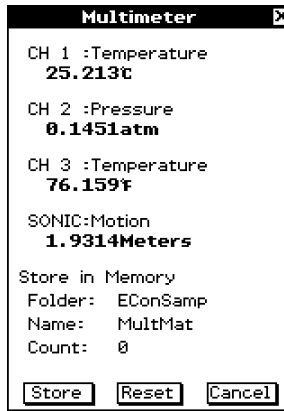 Multimeter
CH 1 :Temperature
25.213℃
CH 2 :Pressure
0.1451atm
CH 3 :Temperature
76.159℉
SONIC:Motion
1.9314Meters
Store in Memory
Folder: EConSamp
Name: MultMat
Count: 0
Store Reset Cancel